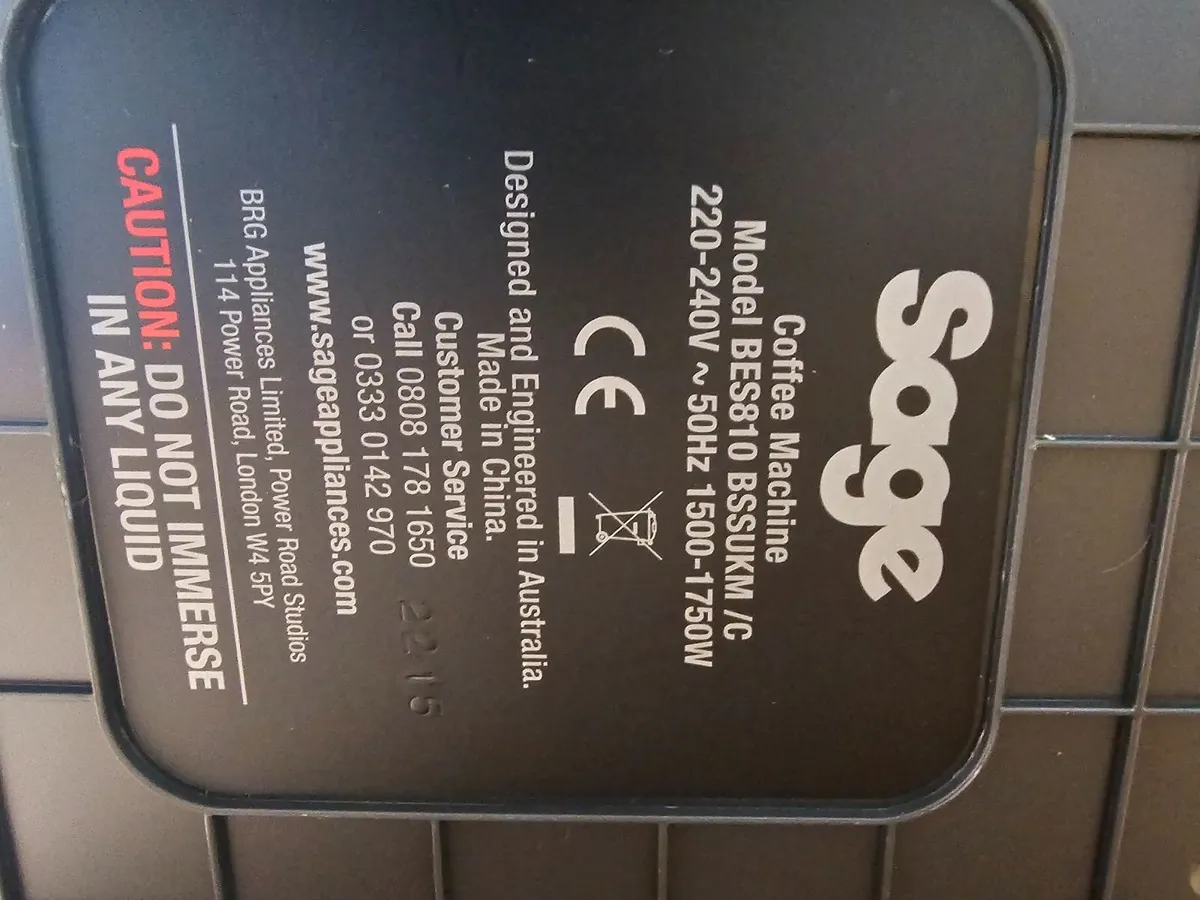 Sage
Coffee Machine
Model BES810 BSSUKM /C
220-240V ~ 50Hz 1500-1750W
CE
Designed and Engineered in Australia.
Made in China.
Customer Service
Call 0808 178 1650
or 0333 0142 970
2215
www.sageappliances.com
BRG Appliances Limited, Power Road Studios
114 Power Road, London W4 5PY
CAUTION: DO NOT IMMERSE
IN ANY LIQUID